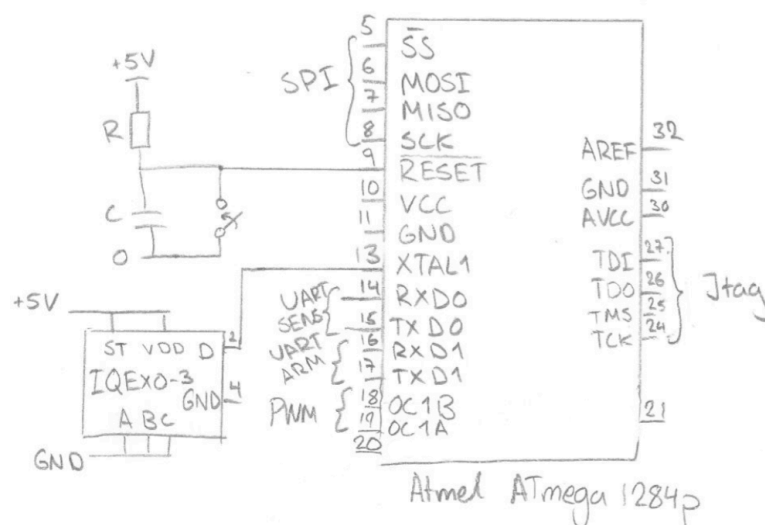 +5V
R
C
0
SPI
5
S̅S̅
6
MOSI
7
MISO
8
SCK
9
R̅E̅S̅E̅T̅
10
VCC
11
GND
13
XTAL1
14
RXD0
15
TXD0
16
RXD1
17
TXD1
18
OC1B
19
OC1A
20
UART
SENS
UART
ARM
PWM
AREF 32
GND 31
AVCC 30
TDI 27
TDO 26
TMS 25
TCK 24
Jtag
21
+5V
ST VDD D 2
IQEXO-3
GND 4
A BC
GND
Atmel ATmega 1284p